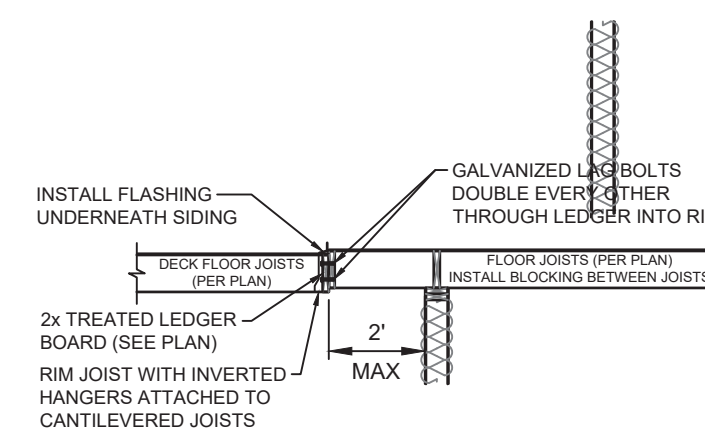 INSTALL FLASHING
UNDERNEATH SIDING
GALVANIZED LAG BOLTS
DOUBLE EVERY OTHER
THROUGH LEDGER INTO RI
DECK FLOOR JOISTS
(PER PLAN)
FLOOR JOISTS (PER PLAN)
INSTALL BLOCKING BETWEEN JOISTS
2x TREATED LEDGER
BOARD (SEE PLAN)
2'
MAX
RIM JOIST WITH INVERTED
HANGERS ATTACHED TO
CANTILEVERED JOISTS